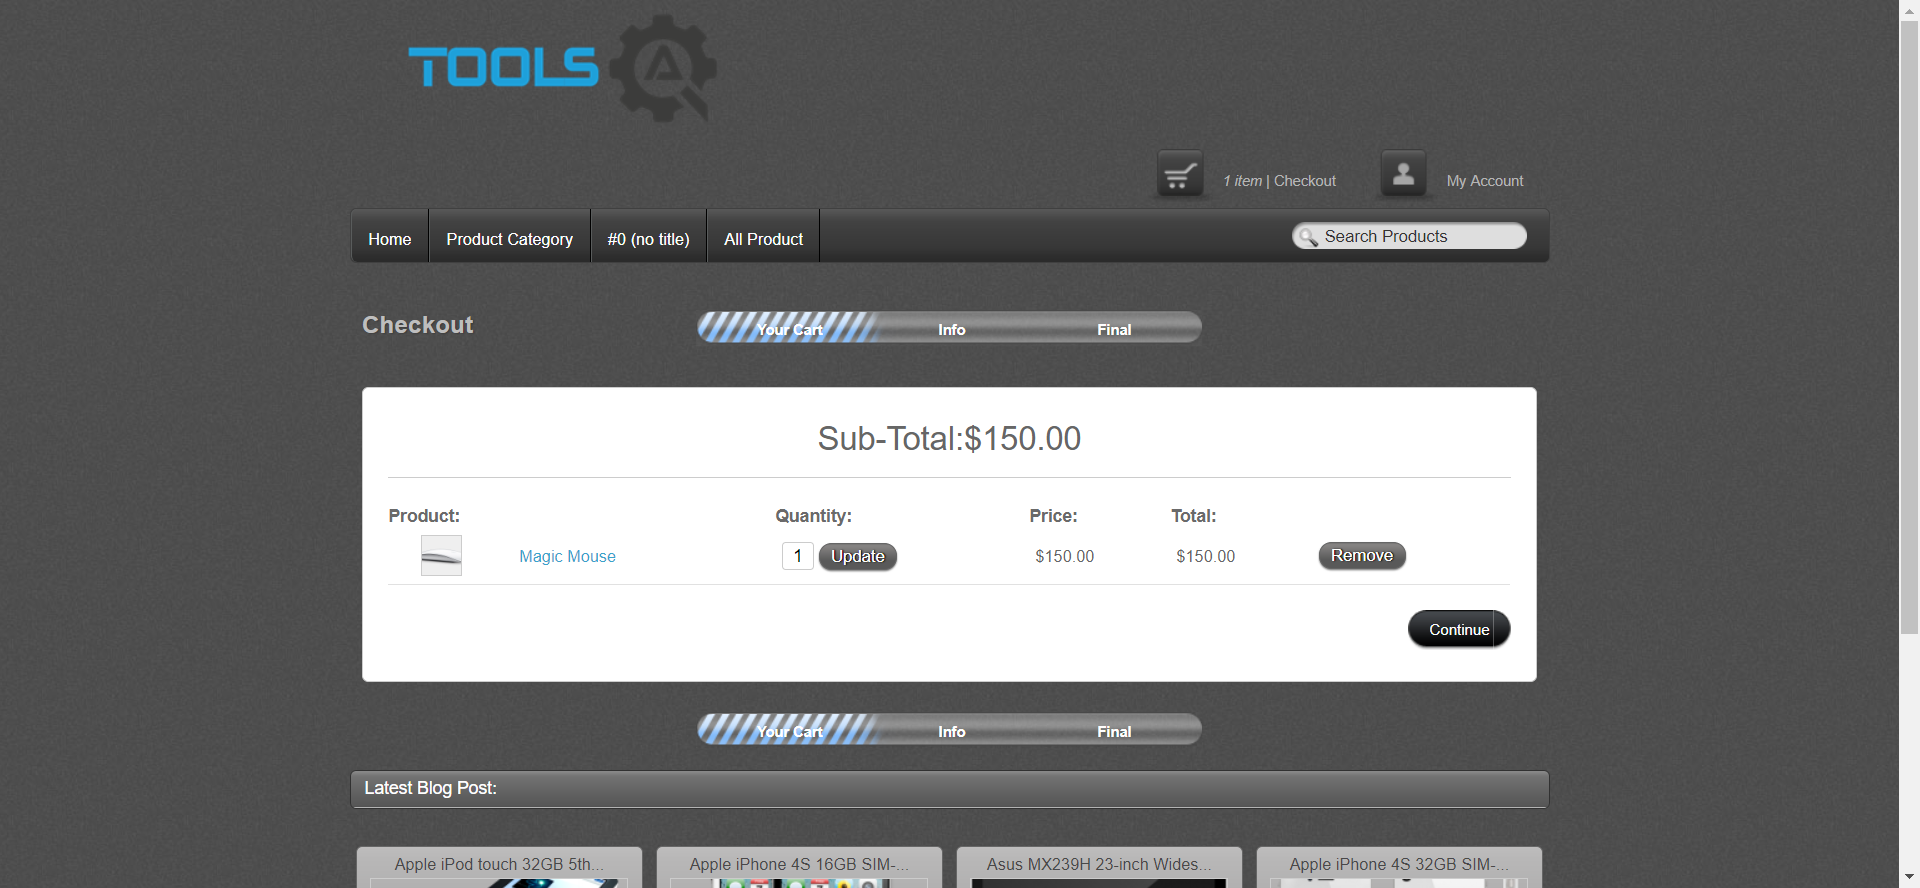 TOOLS QA
1 item | Checkout
My Account
Home
Product Category
#0 (no title)
All Product
Search Products
Checkout
Your Cart
Info
Final
Sub-Total:$150.00
Product:
Quantity:
Price:
Total:
Magic Mouse
1
Update
$150.00
$150.00
Remove
Continue
Your Cart
Info
Final
Latest Blog Post:
Apple iPod touch 32GB 5th...
Apple iPhone 4S 16GB SIM-...
Asus MX239H 23-inch Wides...
Apple iPhone 4S 32GB SIM-...